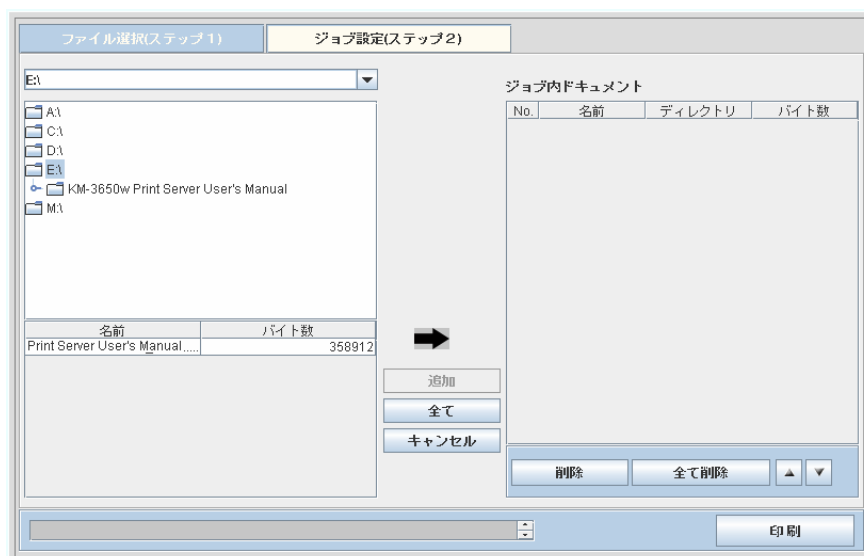 ファイル選択(ステップ1)
ジョブ設定(ステップ2)
E:\
A:\
C:\
D:\
E:\
KM-3650w Print Server User's Manual
M:\
名前 バイト数
Print Server User's Manual..... 358912
追加
全て
キャンセル
ジョブ内ドキュメント
No. 名前 ディレクトリ バイト数
削除 全て削除
印刷